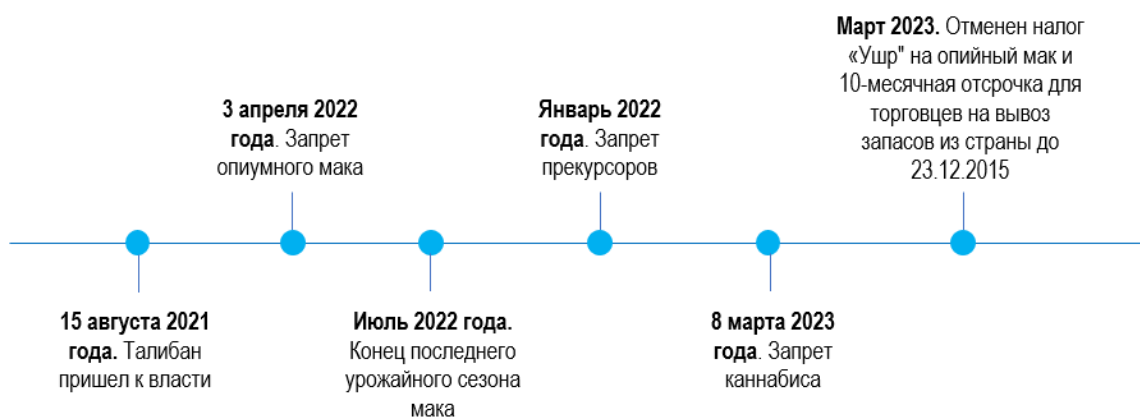 Март 2023. Отменен налог
«Ушр" на опийный мак и
10-месячная отсрочка для
торговцев на вывоз
запасов из страны до
23.12.2015
3 апреля 2022
года. Запрет
опиумного мака
Январь 2022
года. Запрет
прекурсоров
15 августа 2021
года. Талибан
пришел к власти
Июль 2022 года.
Конец последнего
урожайного сезона
мака
8 марта 2023
года. Запрет
каннабиса